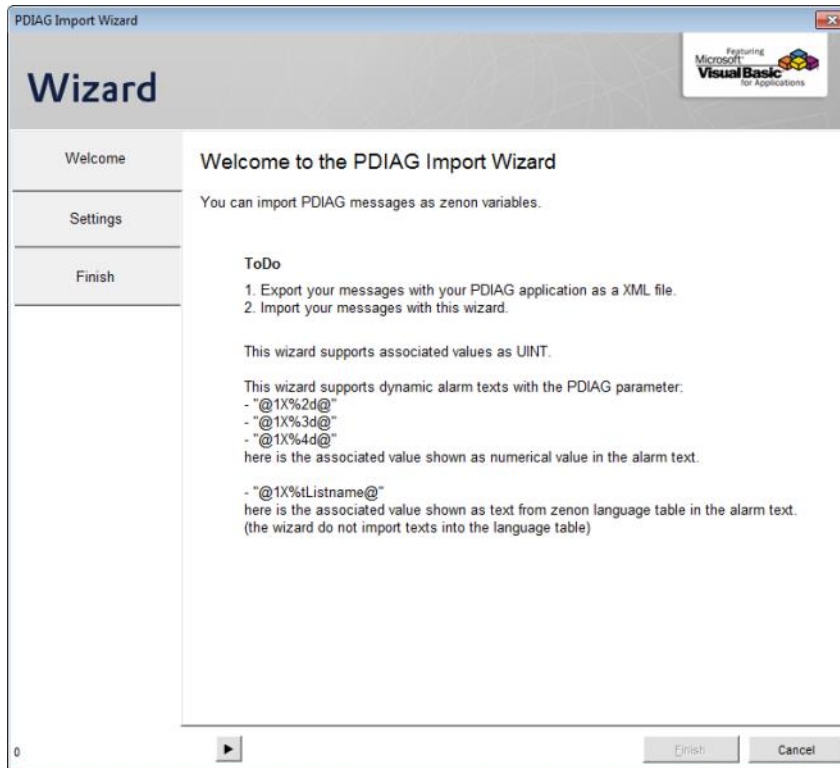 PDIAG Import Wizard
Wizard
Featuring
Microsoft®
Visual Basic
for Applications
Welcome
Settings
Finish
Welcome to the PDIAG Import Wizard
You can import PDIAG messages as zenon variables.
ToDo
1. Export your messages with your PDIAG application as a XML file.
2. Import your messages with this wizard.
This wizard supports associated values as UINT.
This wizard supports dynamic alarm texts with the PDIAG parameter:
- "@1X%2d@"
- "@1X%3d@"
- "@1X%4d@"
here is the associated value shown as numerical value in the alarm text.
- "@1X%tListname@"
here is the associated value shown as text from zenon language table in the alarm text.
(the wizard do not import texts into the language table)
0
Finish
Cancel